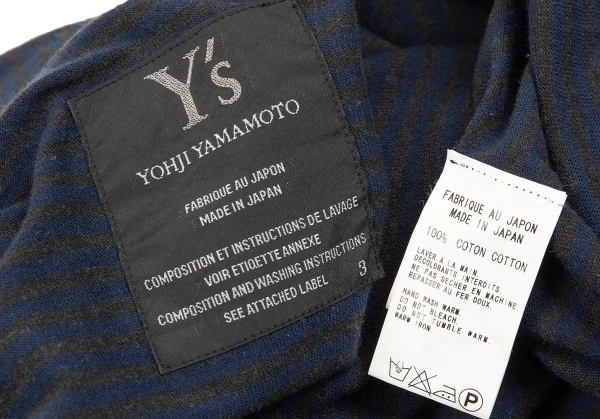 Y's
YOHJI YAMAMOTO
FABRIQUE AU JAPON
MADE IN JAPAN
COMPOSITION ET INSTRUCTIONS DE LAVAGE
VOIR ETIQETTE ANNEXE
COMPOSITION AND WASHING INSTRUCTIONS
SEE ATTACHED LABEL
3
FABRIQUE AU JAPON
MADE IN JAPAN
100% COTON COTTON
LAVER A LA MAIN.
DECOLORANTS INTERDITS.
NE PAS SECHER EN MACHINE
REPASSER AU FER DOUX.
HAND WASH WARM.
DO NOT BLEACH.
DO NOT TUMBLE WARM.
WARM IRON.
P